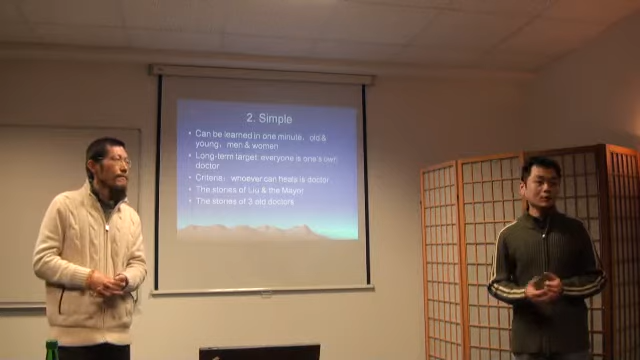 2. Simple
• Can be learned in one minute, old &
young, men & women
• Long-term target: everyone is one's own
doctor
• Criteria: whoever can heals is doctor.
• The stories of Liu & the Mayor
• The stories of 3 old doctors